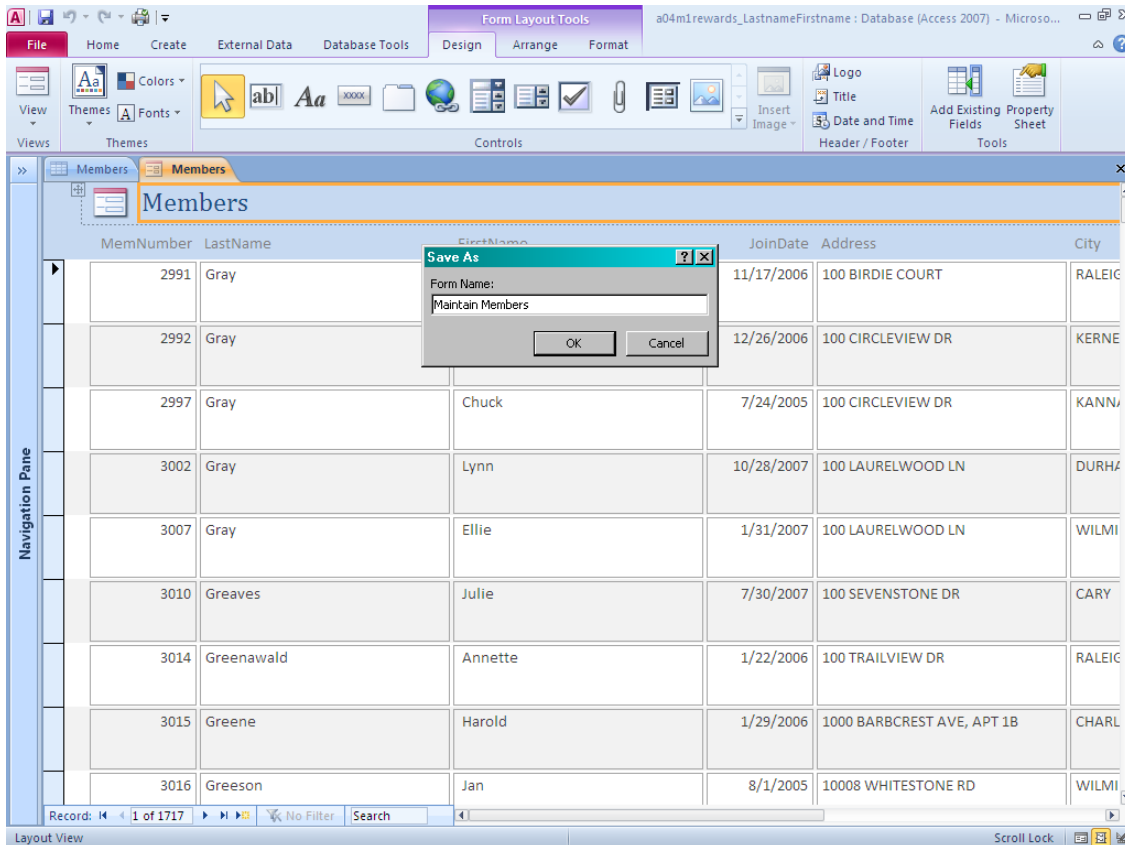 A
Form Layout Tools
a04m1rewards_LastnameFirstname : Database (Access 2007) - Microso...
File Home Create External Data Database Tools Design Arrange Format
View
Views
Aa
Themes
Colors
Fonts
Themes
ab| Aa xxxx
Controls
Insert
Image
Logo
Title
Date and Time
Header / Footer
Add Existing
Fields
Property
Sheet
Tools
Members Members
Members
MemNumber LastName FirstName JoinDate Address City
Save As
Form Name:
Maintain Members
OK Cancel
2991 Gray 11/17/2006 100 BIRDIE COURT RALEIG
2992 Gray 12/26/2006 100 CIRCLEVIEW DR KERNE
2997 Gray Chuck 7/24/2005 100 CIRCLEVIEW DR KANNA
3002 Gray Lynn 10/28/2007 100 LAURELWOOD LN DURHA
3007 Gray Ellie 1/31/2007 100 LAURELWOOD LN WILMI
3010 Greaves Julie 7/30/2007 100 SEVENSTONE DR CARY
3014 Greenawald Annette 1/22/2006 100 TRAILVIEW DR RALEIG
3015 Greene Harold 1/29/2006 1000 BARBCREST AVE, APT 1B CHARL
3016 Greeson Jan 8/1/2005 10008 WHITESTONE RD WILMI
Navigation Pane
Record: 1 of 1717 No Filter Search
Layout View Scroll Lock